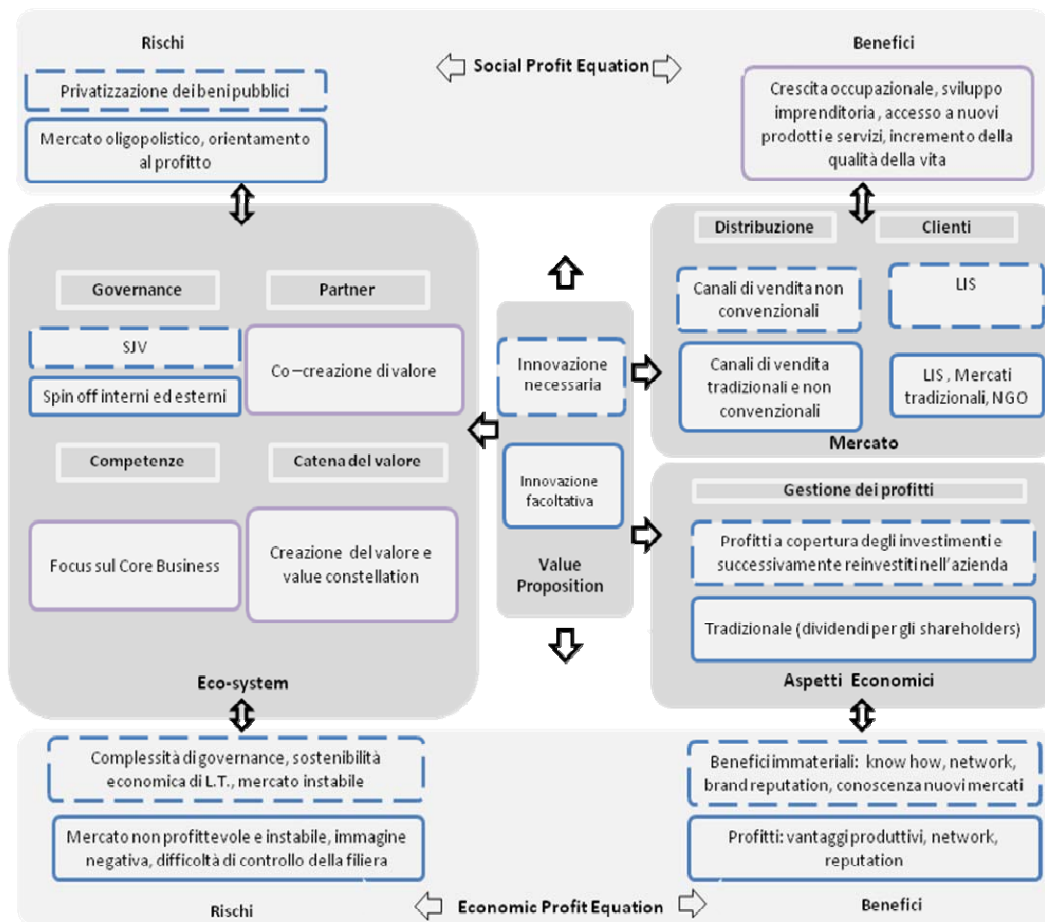 Rischi
Social Profit Equation
Benefici
Privatizzazione dei beni pubblici
Mercato oligopolistico, orientamento
al profitto
Crescita occupazionale, sviluppo
imprenditoria, accesso a nuovi
prodotti e servizi, incremento della
qualità della vita
Governance
Partner
SJV
Spin off interni ed esterni
Co–creazione di valore
Competenze
Catena del valore
Focus sul Core Business
Creazione del valore e
value constellation
Eco-system
Innovazione
necessaria
Innovazione
facoltativa
Value
Proposition
Distribuzione
Clienti
Canali di vendita non
convenzionali
LIS
Canali di vendita
tradizionali e non
convenzionali
LIS, Mercati
tradizionali, NGO
Mercato
Gestione dei profitti
Profitti a copertura degli investimenti e
successivamente reinvestiti nell'azienda
Tradizionale (dividendi per gli shareholders)
Aspetti Economici
Complessità di governance, sostenibilità
economica di L.T., mercato instabile
Mercato non profittevole e instabile, immagine
negativa, difficoltà di controllo della filiera
Benefici immateriali: know how, network,
brand reputation, conoscenza nuovi mercati
Profitti: vantaggi produttivi, network,
reputation
Rischi
Economic Profit Equation
Benefici